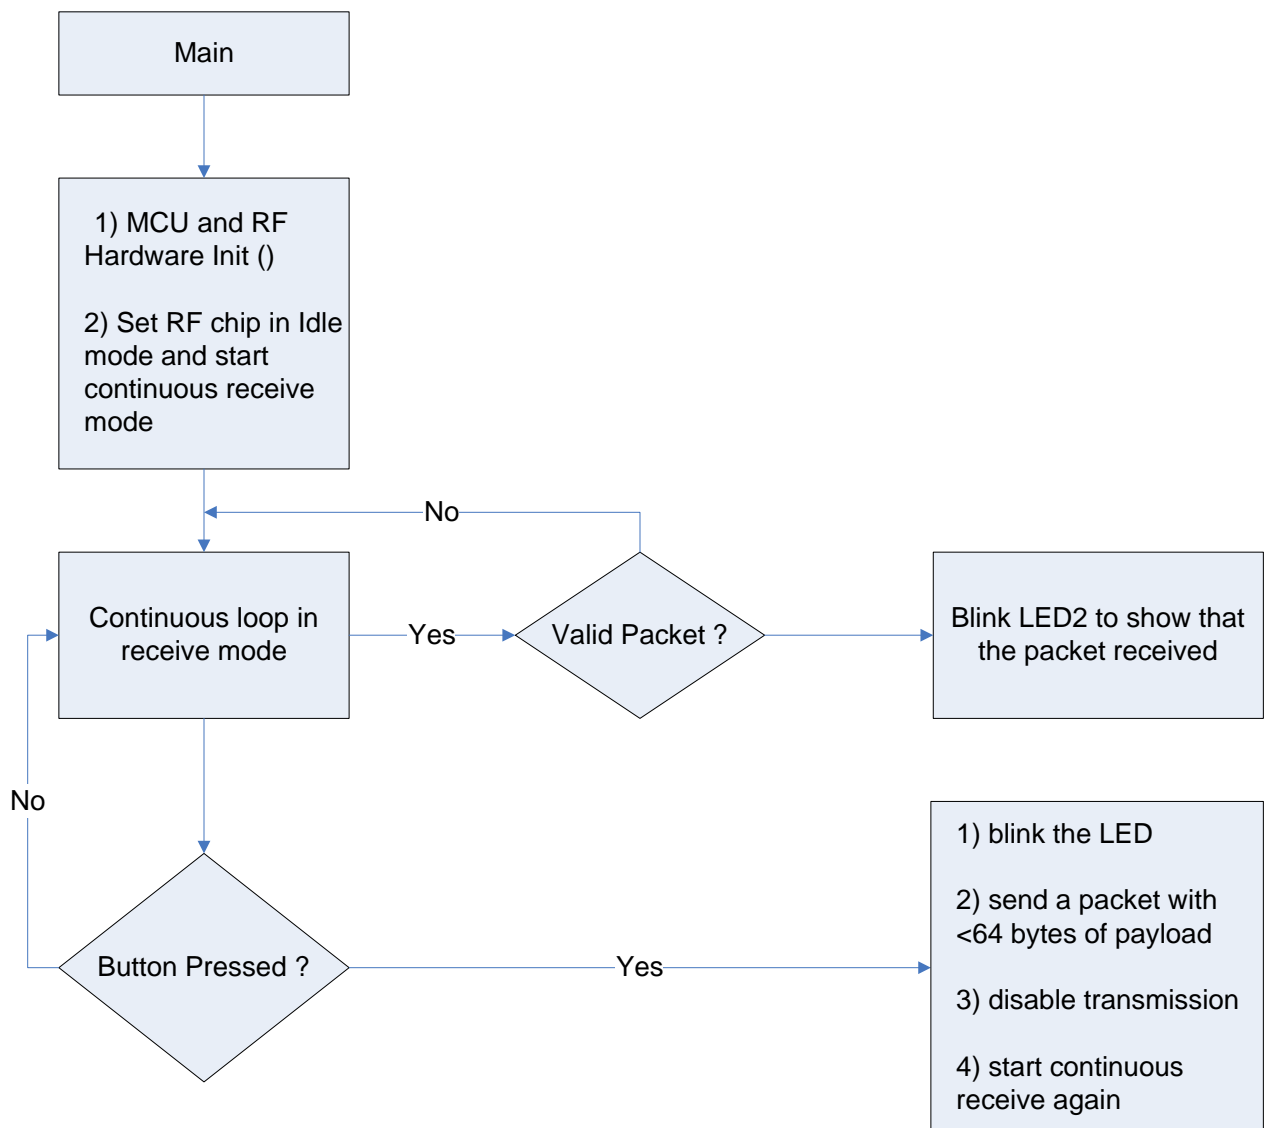 Main
1) MCU and RF
Hardware Init ()
2) Set RF chip in Idle
mode and start
continuous receive
mode
No
Continuous loop in
receive mode
Yes
Valid Packet ?
Blink LED2 to show that
the packet received
No
Button Pressed ?
Yes
1) blink the LED
2) send a packet with
<64 bytes of payload
3) disable transmission
4) start continuous
receive again